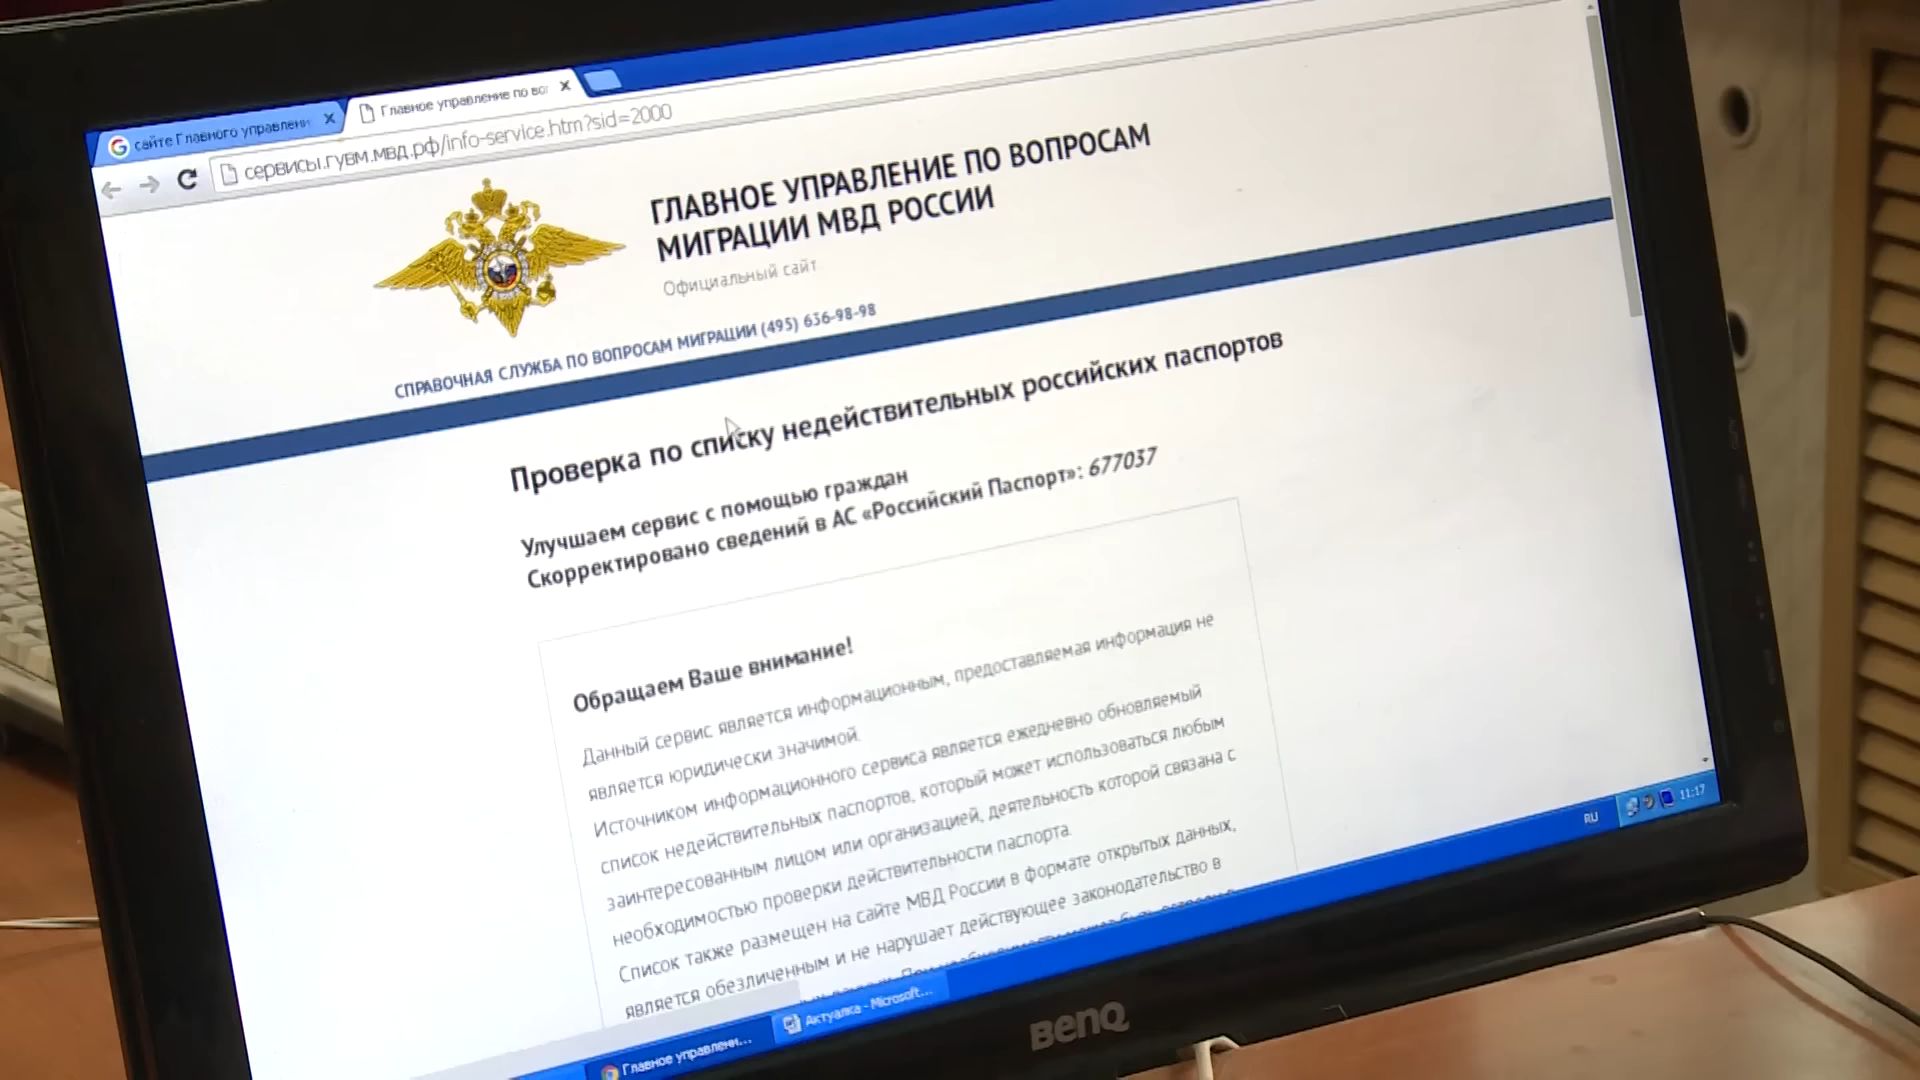 сайте Главного управлени
Главное управление по воп
сервисы.гувм.мвд.рф/info-service.htm?sid=2000
ГЛАВНОЕ УПРАВЛЕНИЕ ПО ВОПРОСАМ
МИГРАЦИИ МВД РОССИИ
Официальный сайт
СПРАВОЧНАЯ СЛУЖБА ПО ВОПРОСАМ МИГРАЦИИ (495) 636-98-98
Проверка по списку недействительных российских паспортов
Улучшаем сервис с помощью граждан
Скорректировано сведений в АС «Российский Паспорт»: 677037
Обращаем Ваше внимание!
Данный сервис является информационным, предоставляемая информация не
является юридически значимой.
Источником информационного сервиса является ежедневно обновляемый
список недействительных паспортов, который может использоваться любым
заинтересованным лицом или организацией, деятельность которой связана с
необходимостью проверки действительности паспорта.
Список также размещен на сайте МВД России в формате открытых данных,
является обезличенным и не нарушает действующее законодательство в
Главное управлени...
Актуалка - Microsoft...
RU
11:17
BenQ